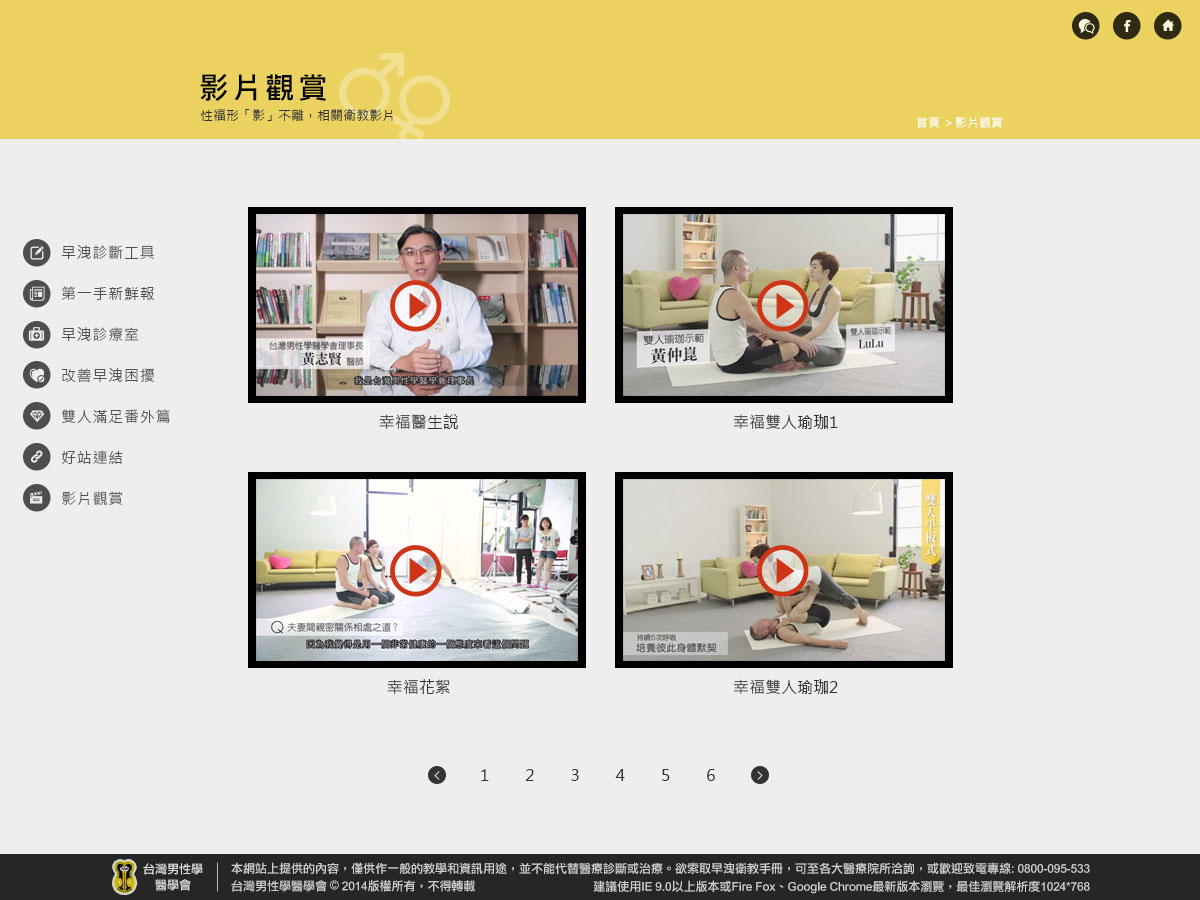 影片觀賞
性福形「影」不離，相關衛教影片
首頁 > 影片觀賞
早洩診斷工具
第一手新鮮報
早洩診療室
改善早洩困擾
雙人滿足番外篇
好站連結
影片觀賞
台灣男性學醫學會理事長
黃志賢 醫師
我是台灣男性學醫學會理事長
幸福醫生說
雙人瑜珈示範
黃仲崑
雙人瑜珈示範
LuLu
幸福雙人瑜珈1
Q 夫妻間親密關係相處之道？
因為我覺得是用一個非常健康的一個態度來看這個問題
幸福花絮
雙人平板式
持續5次呼吸
培養彼此身體默契
幸福雙人瑜珈2
1 2 3 4 5 6
台灣男性學
醫學會
本網站上提供的內容，僅供作一般的教學和資訊用途，並不能代替醫療診斷或治療。欲索取早洩衛教手冊，可至各大醫療院所洽詢，或歡迎致電專線: 0800-095-533
台灣男性學醫學會 © 2014版權所有，不得轉載
建議使用IE 9.0以上版本或Fire Fox、Google Chrome最新版本瀏覽，最佳瀏覽解析度1024*768